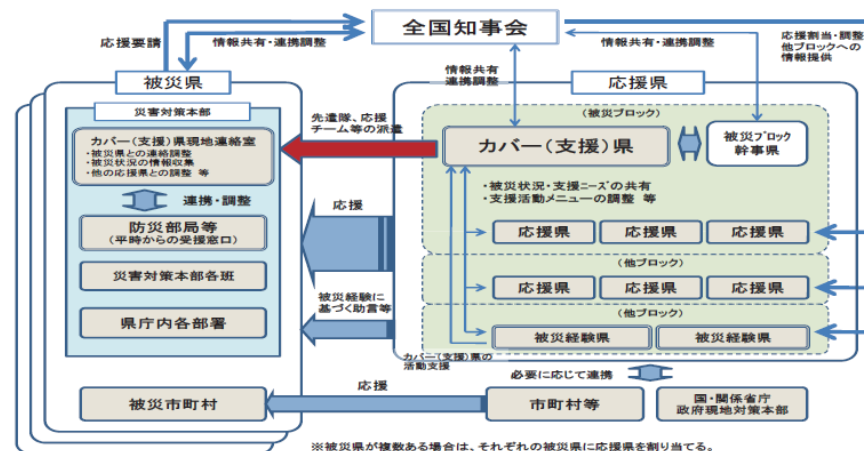 全国知事会
応援要請
情報共有・連携調整
情報共有・連携調整
応援割当・調整
他ブロックへの
情報提供
情報共有
連携調整
被災県
応援県
災害対策本部
カバー(支援)県現地連絡室
・被災県との連絡調整
・被災状況の情報収集
・他の応援県との調整 等
連携・調整
防災部局等
(平時からの受援窓口)
災害対策本部各班
県庁内各部署
被災市町村
先遣隊、応援
チーム等の派遣
応援
被災経験に
基づく助言等
カバー(支援)県の
活動支援
応援
(被災ブロック)
カバー(支援)県
被災ブロック
幹事県
・被災状況・支援ニーズの共有
・支援活動メニューの調整 等
応援県 応援県 応援県
(他ブロック)
応援県 応援県 応援県
(他ブロック)
被災経験県 被災経験県
必要に応じて連携
市町村等
国・関係省庁
政府現地対策本部
※被災県が複数ある場合は、それぞれの被災県に応援県を割り当てる。